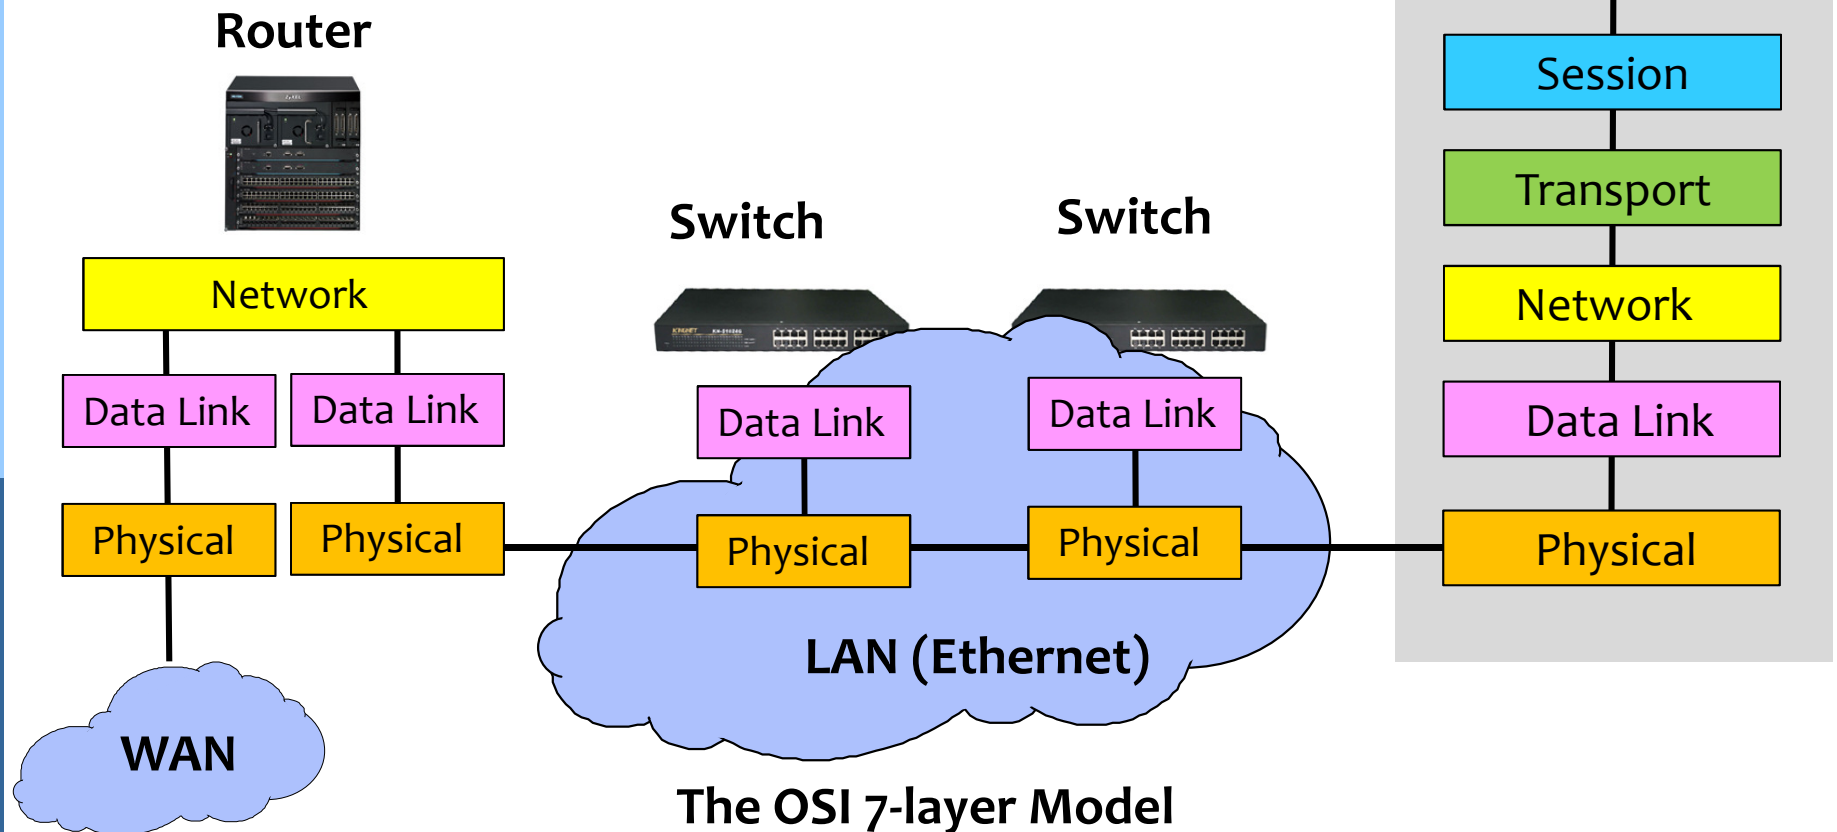 Router
Session
Transport
Switch
Switch
Network
Network
Data Link
Data Link
Data Link
Data Link
Data Link
Physical
Physical
Physical
Physical
Physical
LAN (Ethernet)
WAN
The OSI 7-layer Model